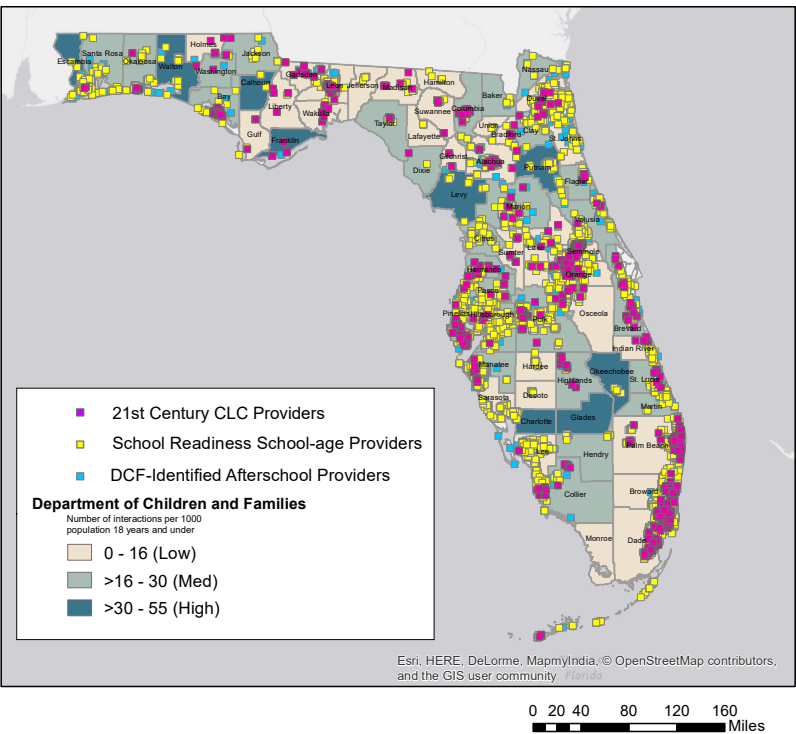 Holmes
Santa Rosa
Okaloosa
Jackson
Escambia
Walton
Washington
Nassau
Gadsden
Hamilton
Calhoun
Leon
Jefferson
Madison
Baker
Bay
Duval
Liberty
Suwannee
Columbia
Wakulla
Taylor
Union
Clay
Gulf
Franklin
Lafayette
Bradford
St. Johns
Gilchrist
Alachua
Dixie
Putnam
Flagler
Levy
Marion
Volusia
Citrus
Lake
Sumter
Seminole
Hernando
Orange
Pasco
Pinellas
Hillsborough
Polk
Osceola
Brevard
Indian River
Manatee
Hardee
Okeechobee
Highlands
St. Lucie
Sarasota
Desoto
Martin
Charlotte
Glades
Lee
Hendry
Palm Beach
Collier
Broward
Monroe
Dade
21st Century CLC Providers
School Readiness School-age Providers
DCF-Identified Afterschool Providers
Department of Children and Families
Number of interactions per 1000
population 18 years and under
0 - 16 (Low)
>16 - 30 (Med)
>30 - 55 (High)
Esri, HERE, DeLorme, MapmyIndia, © OpenStreetMap contributors,
and the GIS user community
Florida
0 20 40 80 120 160
Miles